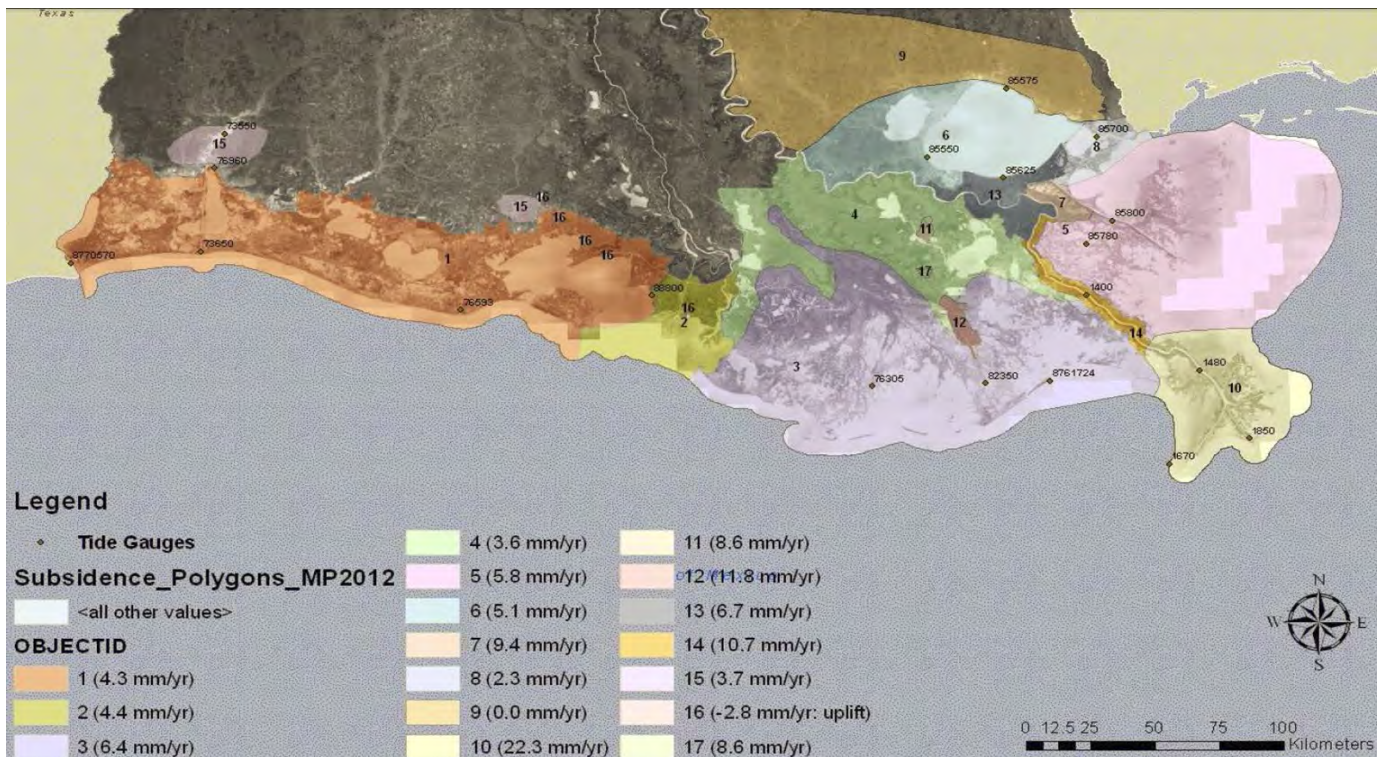 Texas
9
85575
73550
15
76960
6
85550
85700
8
85625
13
15
16
16
16
16
4
11
7
5
85800
85780
8770570
73650
1
17
88800
1400
76593
16
2
12
14
3
76305
82350
8761724
1480
10
1850
1670
Legend
Tide Gauges
Subsidence_Polygons_MP2012
<all other values>
OBJECTID
1 (4.3 mm/yr)
2 (4.4 mm/yr)
3 (6.4 mm/yr)
4 (3.6 mm/yr)
5 (5.8 mm/yr)
6 (5.1 mm/yr)
7 (9.4 mm/yr)
8 (2.3 mm/yr)
9 (0.0 mm/yr)
10 (22.3 mm/yr)
11 (8.6 mm/yr)
12 (11.8 mm/yr)
13 (6.7 mm/yr)
14 (10.7 mm/yr)
15 (3.7 mm/yr)
16 (-2.8 mm/yr: uplift)
17 (8.6 mm/yr)
N
W E
S
0 12.5 25 50 75 100
Kilometers